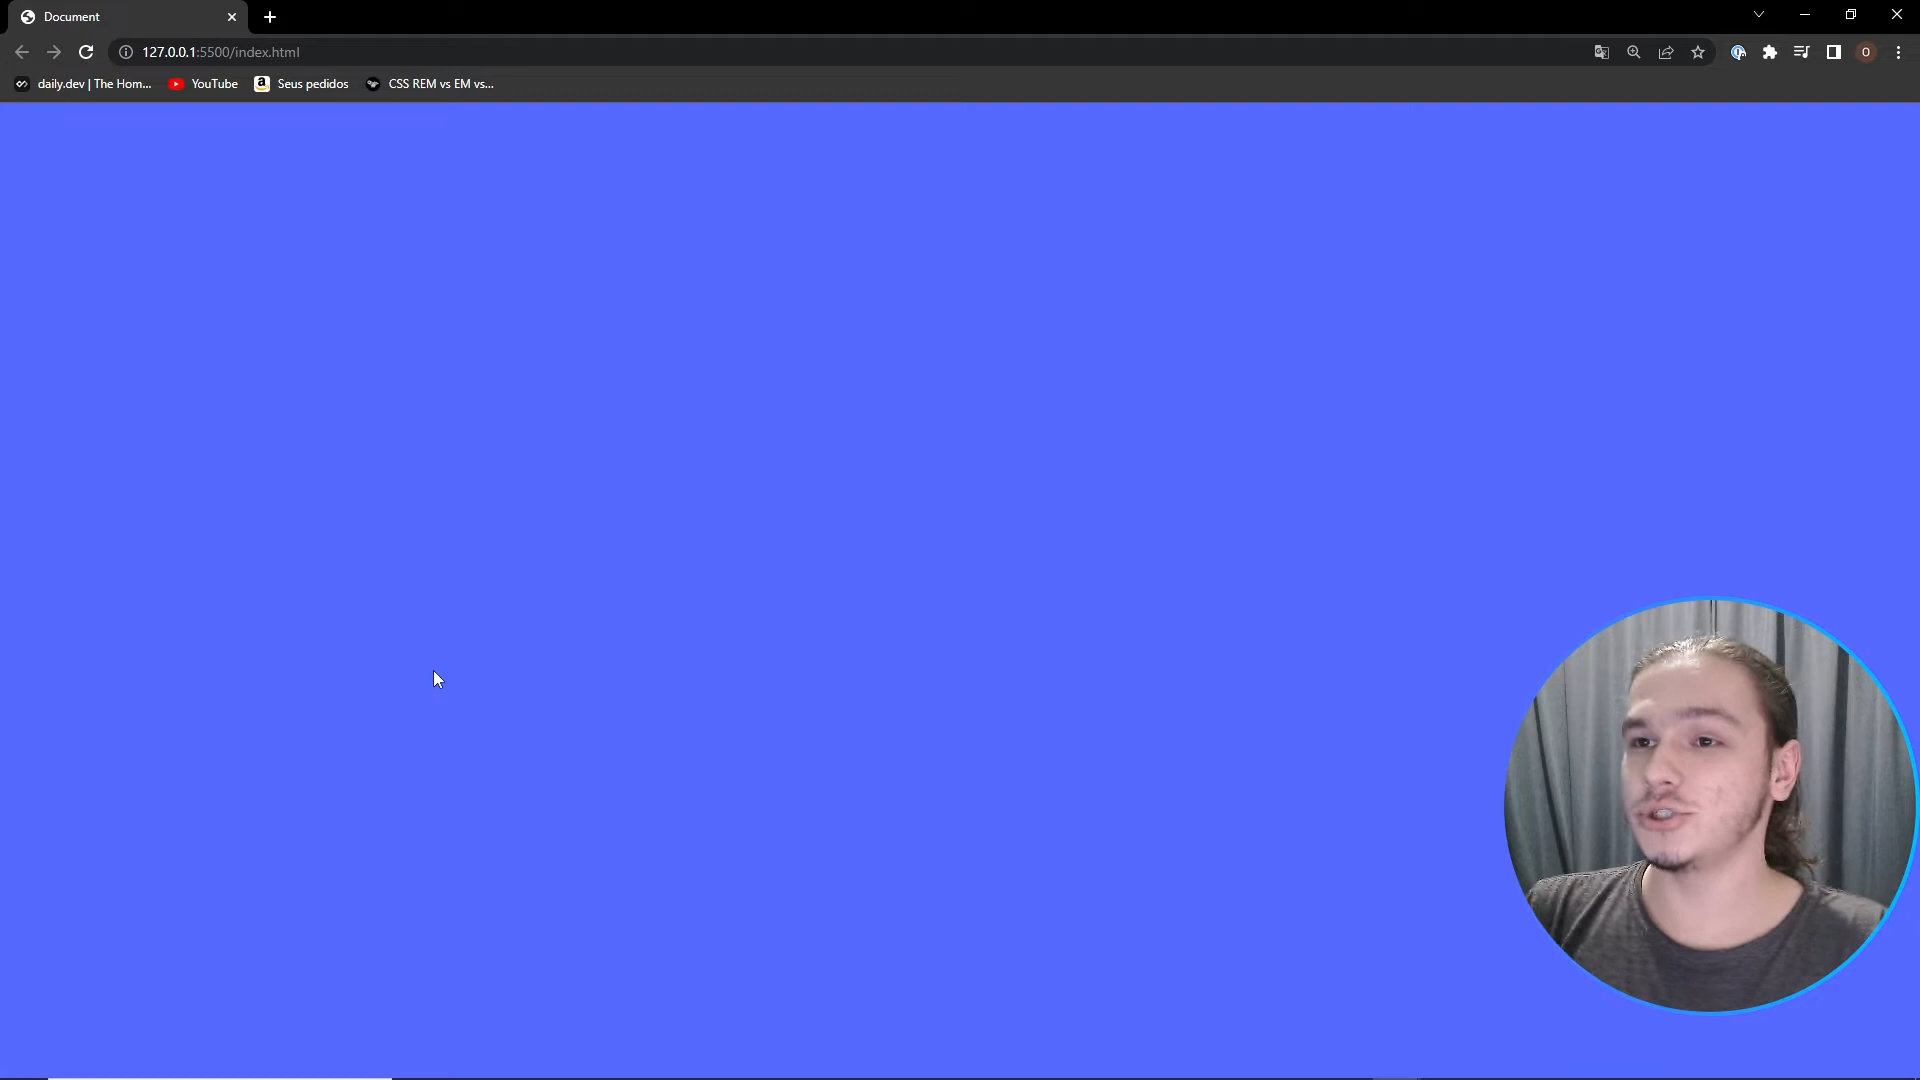 Document
127.0.0.1:5500/index.html
daily.dev | The Hom... YouTube Seus pedidos CSS REM vs EM vs...
O